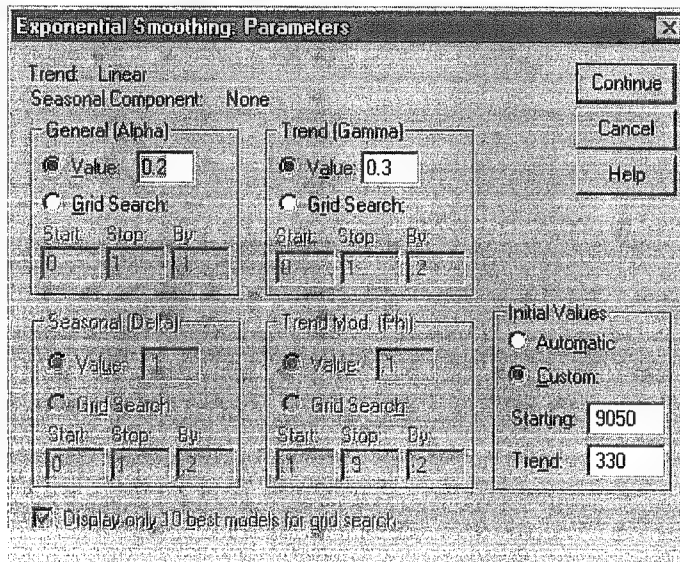 Exponential Smoothing: Parameters
Trend: Linear
Seasonal Component: None
Continue
Cancel
Help
General (Alpha)
Value: 0.2
Grid Search:
Start: Stop: By:
0 1 .1
Trend (Gamma)
Value: 0.3
Grid Search:
Start: Stop: By:
0 1 .2
Seasonal (Delta)
Value: .1
Grid Search:
Start: Stop: By:
0 1 .2
Trend Mod. (Phi)
Value: .1
Grid Search:
Start: Stop: By:
.1 .9 .2
Initial Values
Automatic
Custom:
Starting: 9050
Trend: 330
Display only 10 best models for grid search